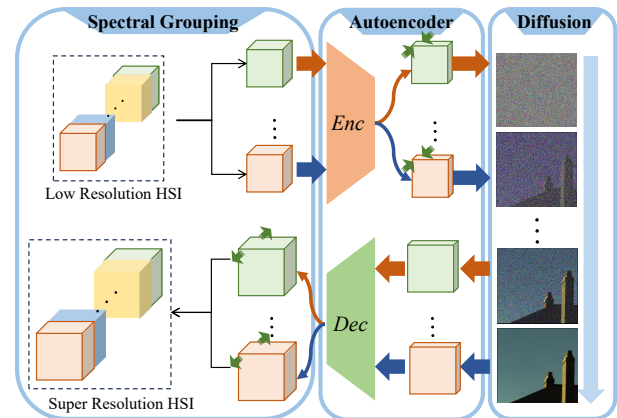 Spectral Grouping
Autoencoder
Diffusion
Enc
Low Resolution HSI
Dec
Super Resolution HSI